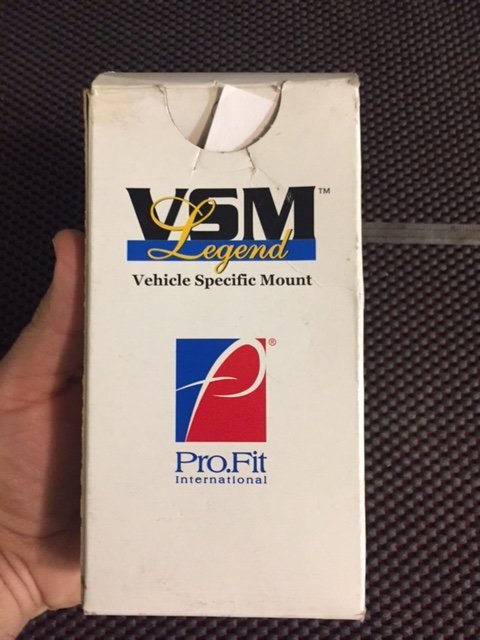 VSM™
Legend
Vehicle Specific Mount
P®
Pro.Fit
International